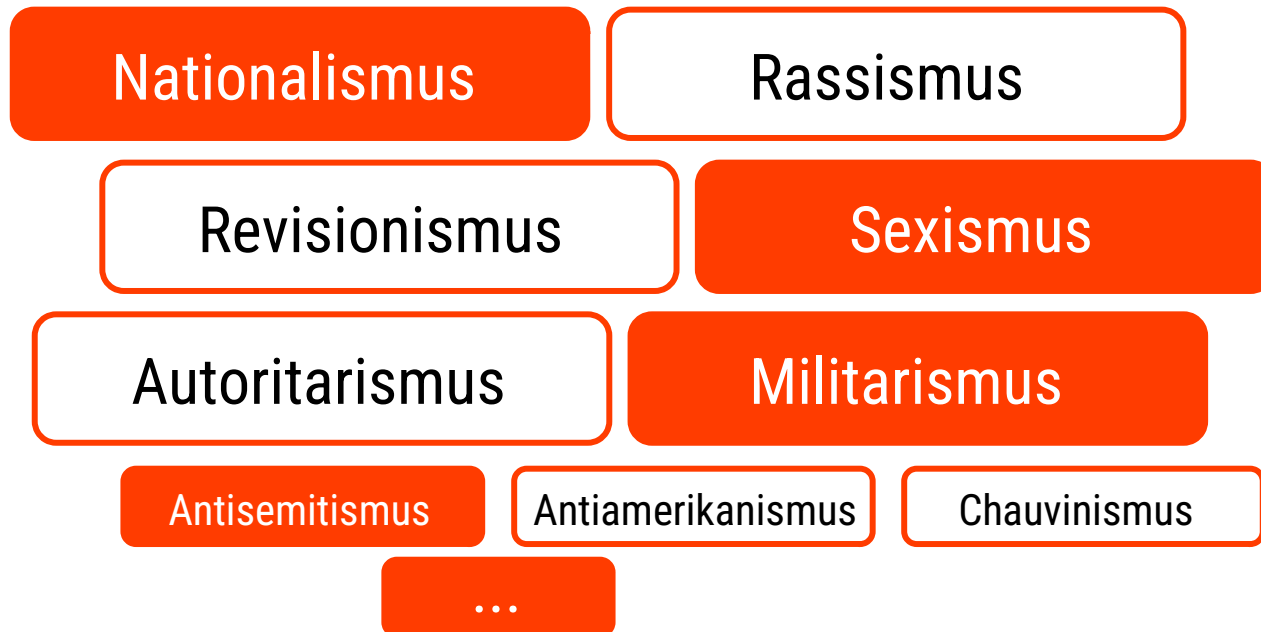 Nationalismus Rassismus
Revisionismus Sexismus
Autoritarismus Militarismus
Antisemitismus Antiamerikanismus Chauvinismus
...